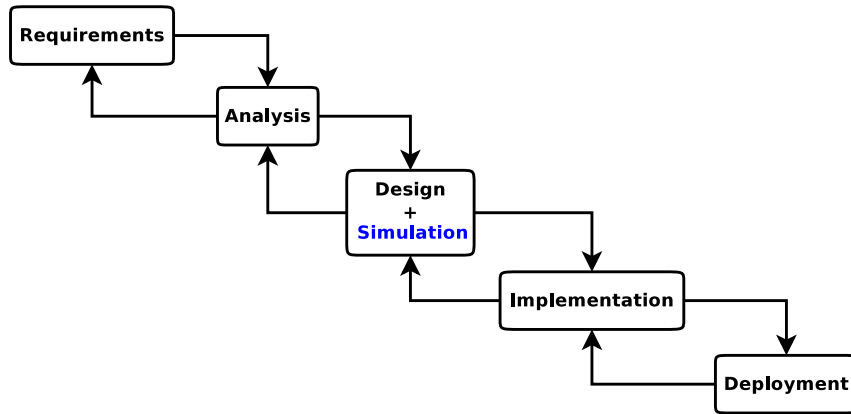 Requirements
Analysis
Design
+
Simulation
Implementation
Deployment